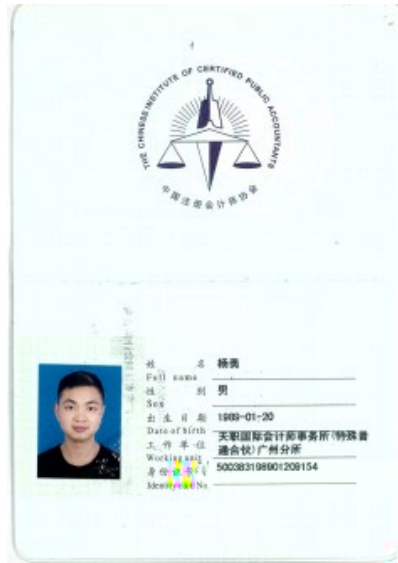 THE CHINESE INSTITUTE OF CERTIFIED PUBLIC ACCOUNTANTS
中国注册会计师协会
姓 名 杨勇
Full name
性 别 男
Sex
出生日期 1989-01-20
Date of birth
工作单位 天职国际会计师事务所(特殊普
Working unit 通合伙)广州分所
身份证号 500383198901209154
Identity card No.